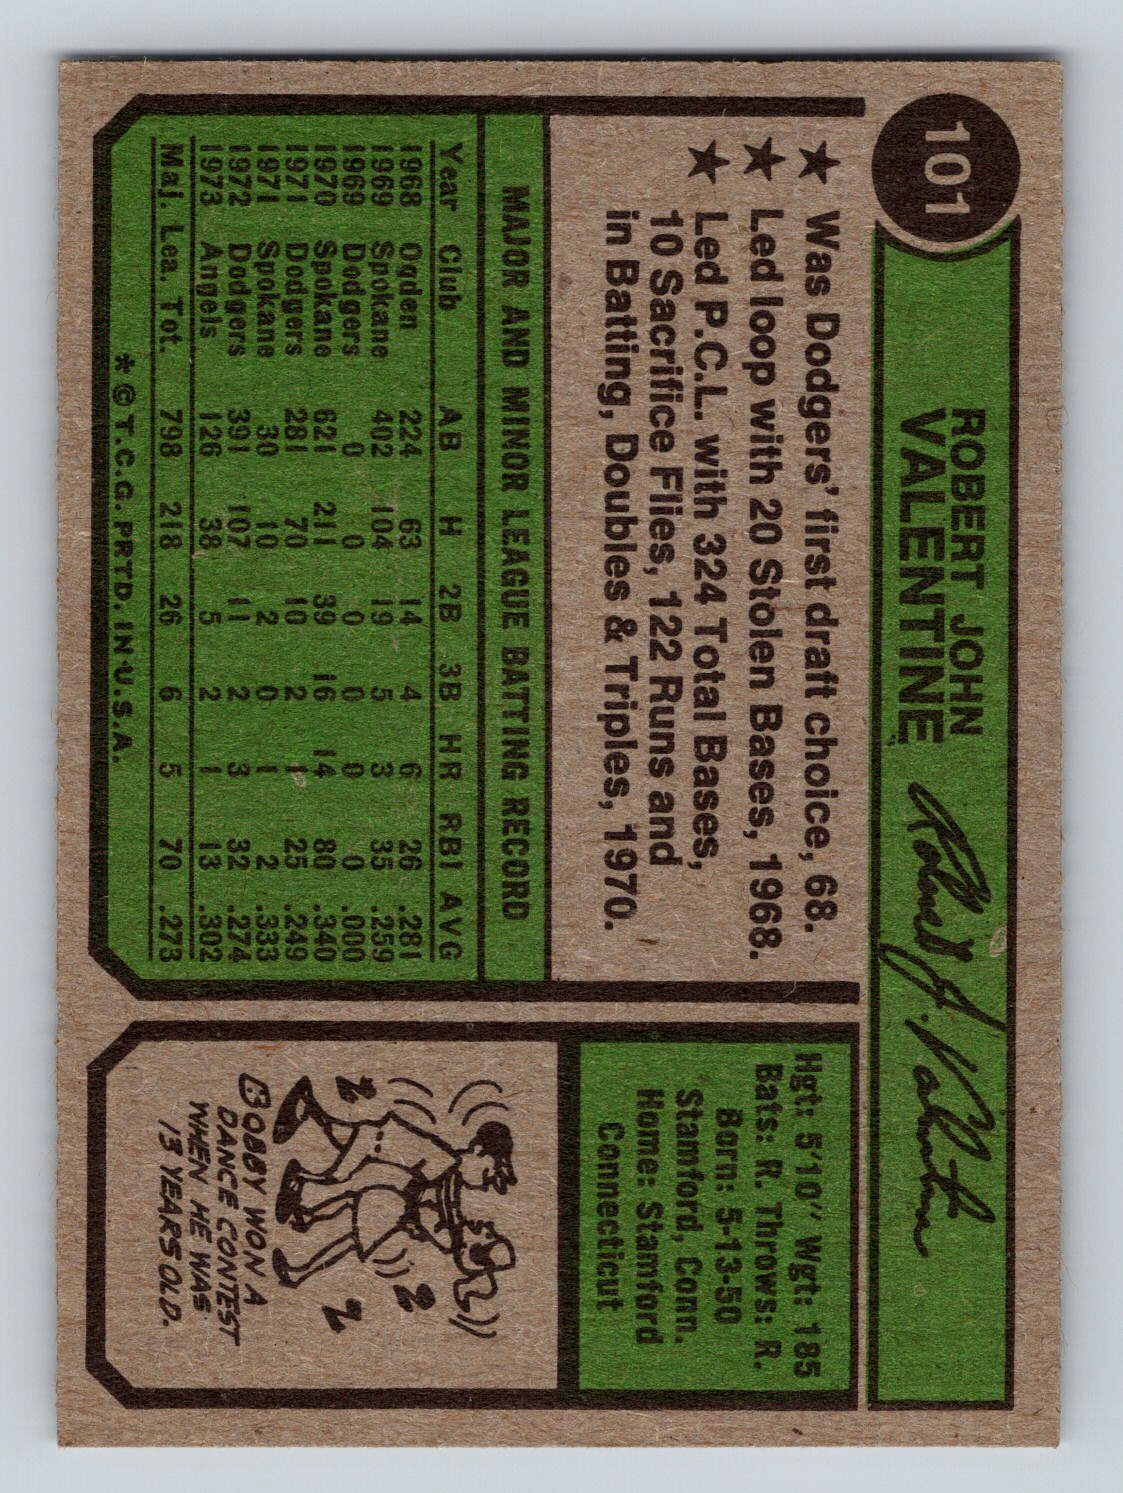 101
ROBERT JOHN
VALENTINE
Robert J. Valentine
★ Was Dodgers' first draft choice, 68.
★ Led loop with 20 Stolen Bases, 1968.
★ Led P.C.L. with 324 Total Bases,
10 Sacrifice Flies, 122 Runs and
in Batting, Doubles & Triples, 1970.
MAJOR AND MINOR LEAGUE BATTING RECORD
Year Club AB H 2B 3B HR RBI AVG
1968 Ogden 224 63 14 4 6 26 .281
1969 Spokane 402 104 19 5 3 35 .259
1969 Dodgers 0 0 0 0 0 0 .000
1970 Spokane 621 211 39 16 14 80 .340
1971 Dodgers 281 70 10 2 1 25 .249
1971 Spokane 30 10 2 0 1 2 .333
1972 Dodgers 391 107 11 2 3 32 .274
1973 Angels 126 38 5 2 1 13 .302
Maj. Lea. Tot. 798 218 26 6 5 70 .273
* © T.C.G. PRTD. IN U.S.A.
Hgt: 5'10" Wgt: 185
Bats: R. Throws: R.
Born: 5-13-50
Stamford, Conn.
Home: Stamford
Connecticut
BOBBY WON A
DANCE CONTEST
WHEN HE WAS
13 YEARS OLD.